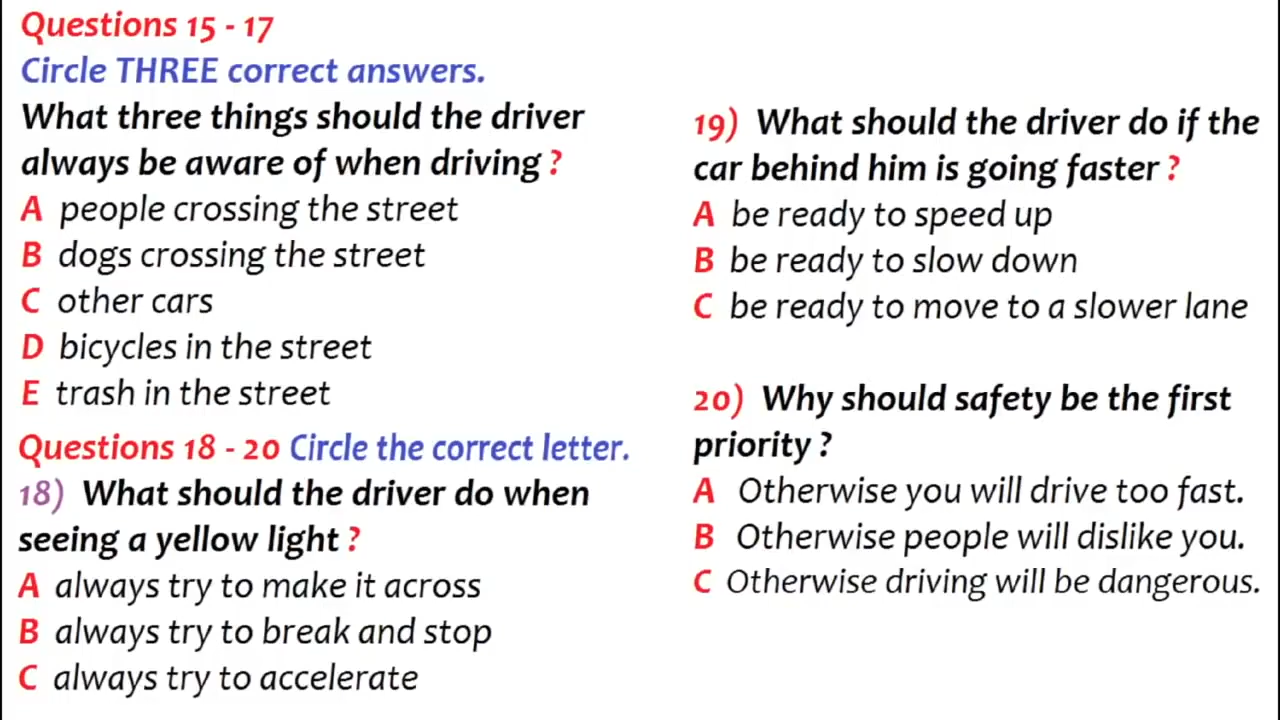 Questions 15 - 17
Circle THREE correct answers.
What three things should the driver
always be aware of when driving ?
A people crossing the street
B dogs crossing the street
C other cars
D bicycles in the street
E trash in the street
Questions 18 - 20 Circle the correct letter.
18) What should the driver do when
seeing a yellow light ?
A always try to make it across
B always try to break and stop
C always try to accelerate
19) What should the driver do if the
car behind him is going faster ?
A be ready to speed up
B be ready to slow down
C be ready to move to a slower lane
20) Why should safety be the first
priority ?
A Otherwise you will drive too fast.
B Otherwise people will dislike you.
C Otherwise driving will be dangerous.